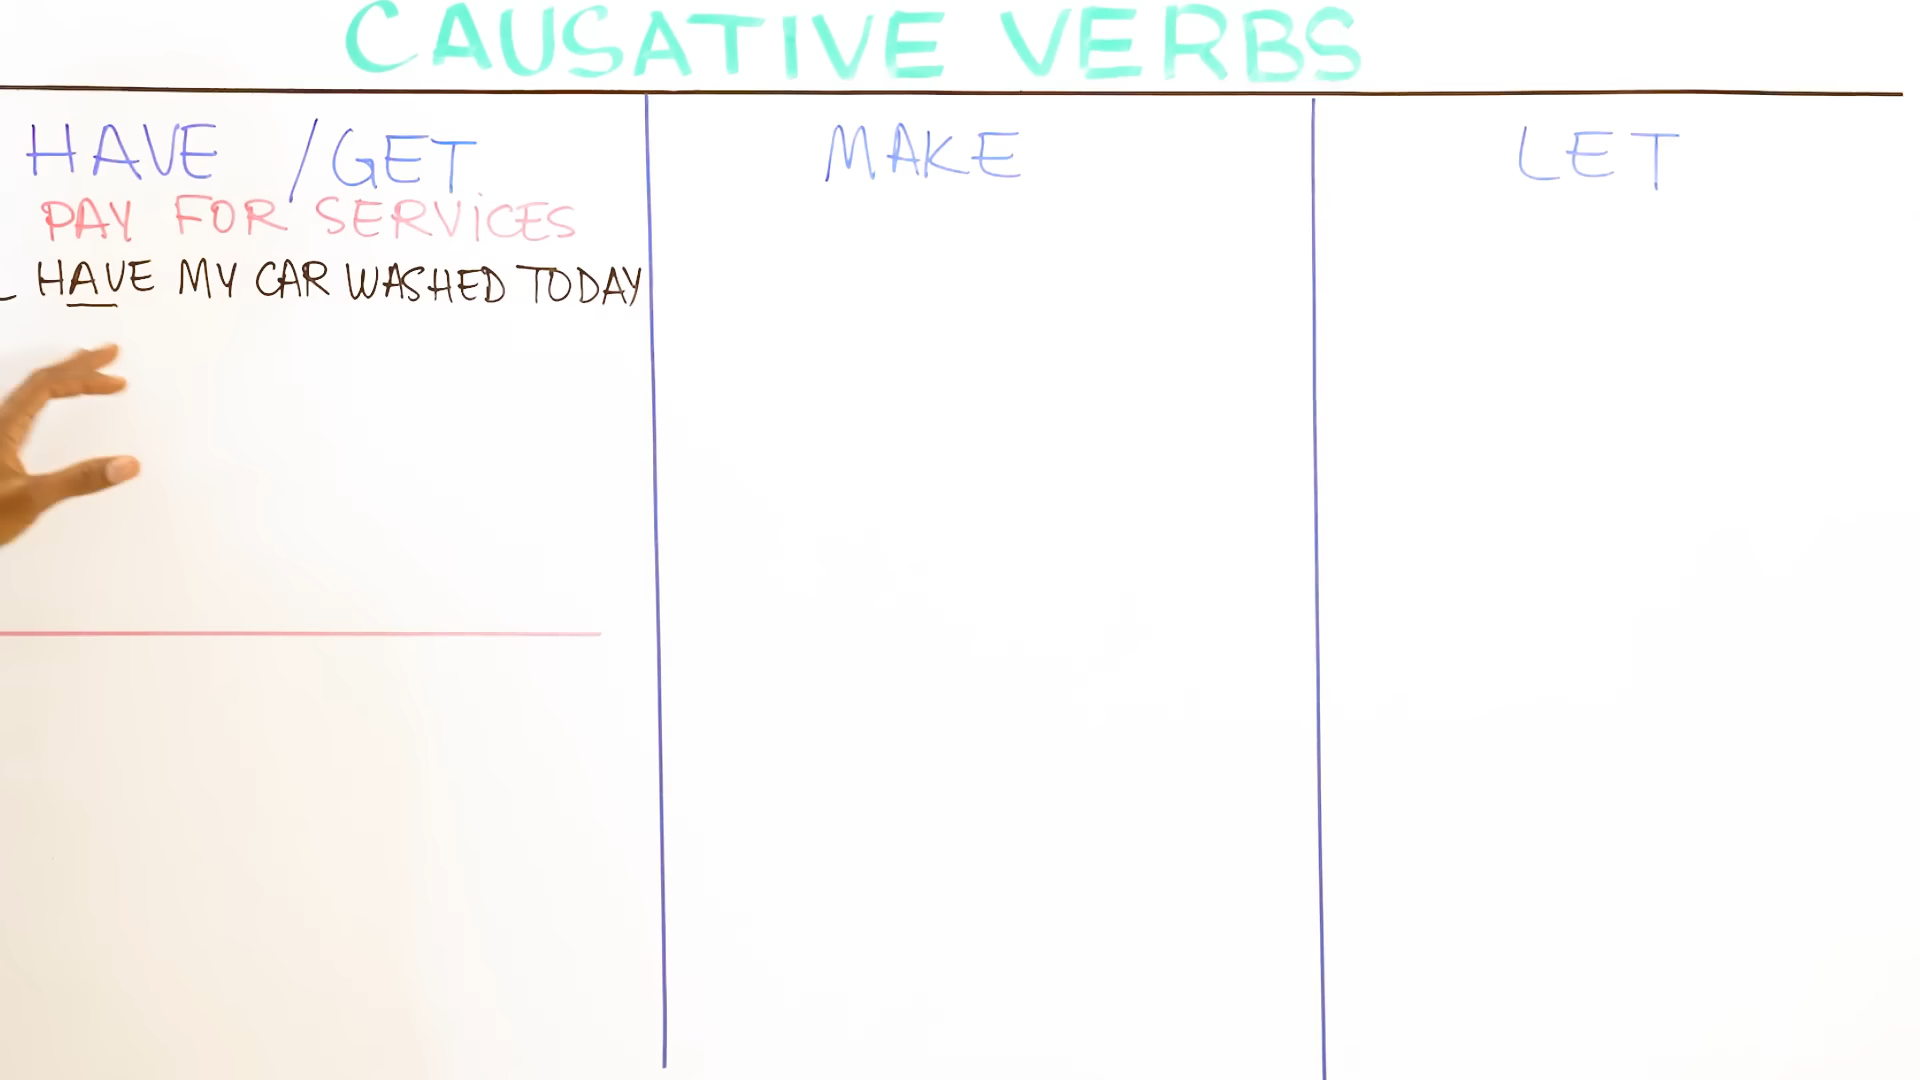 CAUSATIVE VERBS
HAVE / GET
PAY FOR SERVICES
HAVE MY CAR WASHED TODAY
MAKE
LET